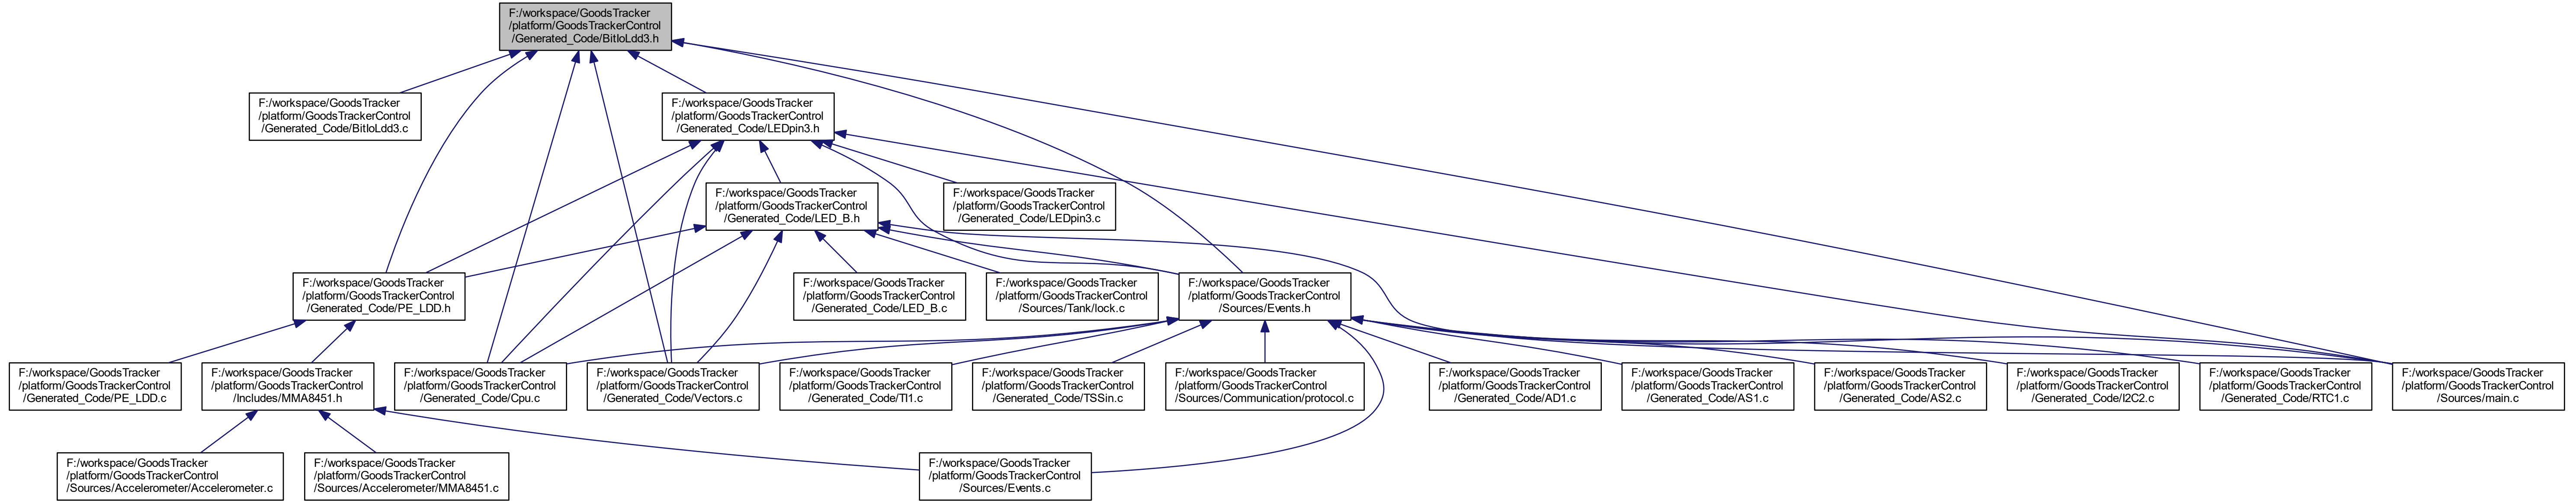 F:/workspace/GoodsTracker
/platform/GoodsTrackerControl
/Generated_Code/BitIoLdd3.h
F:/workspace/GoodsTracker
/platform/GoodsTrackerControl
/Generated_Code/BitIoLdd3.c
F:/workspace/GoodsTracker
/platform/GoodsTrackerControl
/Generated_Code/LEDpin3.h
F:/workspace/GoodsTracker
/platform/GoodsTrackerControl
/Generated_Code/LED_B.h
F:/workspace/GoodsTracker
/platform/GoodsTrackerControl
/Generated_Code/LEDpin3.c
F:/workspace/GoodsTracker
/platform/GoodsTrackerControl
/Generated_Code/PE_LDD.h
F:/workspace/GoodsTracker
/platform/GoodsTrackerControl
/Generated_Code/LED_B.c
F:/workspace/GoodsTracker
/platform/GoodsTrackerControl
/Sources/Tank/lock.c
F:/workspace/GoodsTracker
/platform/GoodsTrackerControl
/Sources/Events.h
F:/workspace/GoodsTracker
/platform/GoodsTrackerControl
/Generated_Code/PE_LDD.c
F:/workspace/GoodsTracker
/platform/GoodsTrackerControl
/Includes/MMA8451.h
F:/workspace/GoodsTracker
/platform/GoodsTrackerControl
/Generated_Code/Cpu.c
F:/workspace/GoodsTracker
/platform/GoodsTrackerControl
/Generated_Code/Vectors.c
F:/workspace/GoodsTracker
/platform/GoodsTrackerControl
/Generated_Code/TI1.c
F:/workspace/GoodsTracker
/platform/GoodsTrackerControl
/Generated_Code/TSSin.c
F:/workspace/GoodsTracker
/platform/GoodsTrackerControl
/Sources/Communication/protocol.c
F:/workspace/GoodsTracker
/platform/GoodsTrackerControl
/Generated_Code/AD1.c
F:/workspace/GoodsTracker
/platform/GoodsTrackerControl
/Generated_Code/AS1.c
F:/workspace/GoodsTracker
/platform/GoodsTrackerControl
/Generated_Code/AS2.c
F:/workspace/GoodsTracker
/platform/GoodsTrackerControl
/Generated_Code/I2C2.c
F:/workspace/GoodsTracker
/platform/GoodsTrackerControl
/Generated_Code/RTC1.c
F:/workspace/GoodsTracker
/platform/GoodsTrackerControl
/Sources/main.c
F:/workspace/GoodsTracker
/platform/GoodsTrackerControl
/Sources/Accelerometer/Accelerometer.c
F:/workspace/GoodsTracker
/platform/GoodsTrackerControl
/Sources/Accelerometer/MMA8451.c
F:/workspace/GoodsTracker
/platform/GoodsTrackerControl
/Sources/Events.c